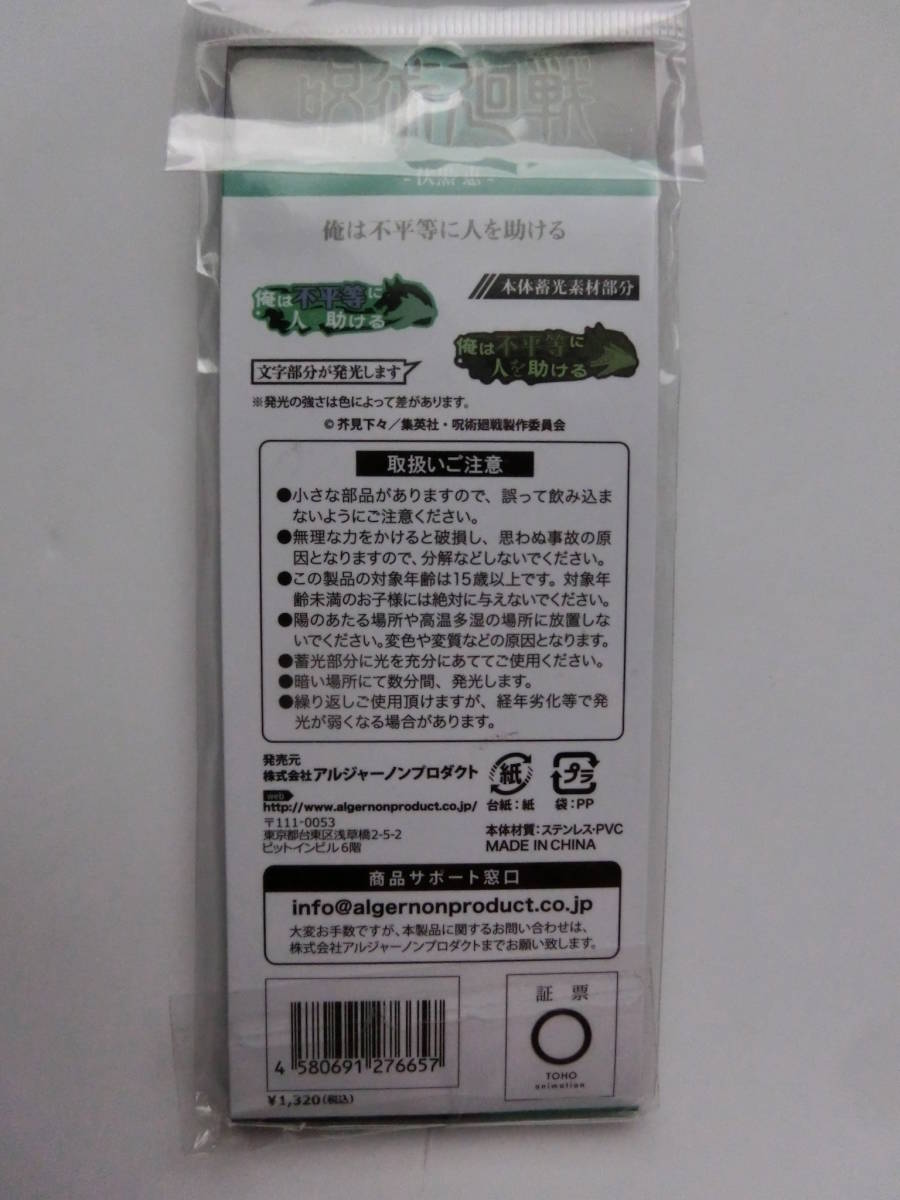 呪術廻戦
- 伏黒 恵 -
俺は不平等に人を助ける
俺は不平等に
人 助ける
本体蓄光素材部分
俺は不平等に
人を助ける
文字部分が発光します
※発光の強さは色によって差があります。
©芥見下々／集英社・呪術廻戦製作委員会
取扱いご注意
●小さな部品がありますので、誤って飲み込ま
ないようにご注意ください。
●無理な力をかけると破損し、思わぬ事故の原
因となりますので、分解などしないでください。
●この製品の対象年齢は15歳以上です。対象年
齢未満のお子様には絶対に与えないでください。
●陽のあたる場所や高温多湿の場所に放置しな
いでください。変色や変質などの原因となります。
●蓄光部分に光を充分にあててご使用ください。
●暗い場所にて数分間、発光します。
●繰り返しご使用頂けますが、経年劣化等で発
光が弱くなる場合があります。
発売元
株式会社アルジャーノンプロダクト
web
http://www.algernonproduct.co.jp/
〒111-0053
東京都台東区浅草橋2-5-2
ビットインビル6階
紙
台紙：紙
プラ
袋：PP
本体材質：ステンレス・PVC
MADE IN CHINA
商品サポート窓口
info@algernonproduct.co.jp
大変お手数ですが、本製品に関するお問い合わせは、
株式会社アルジャーノンプロダクトまでお願い致します。
4 580691 276657
¥1,320(税込)
証 票
TOHO
animation